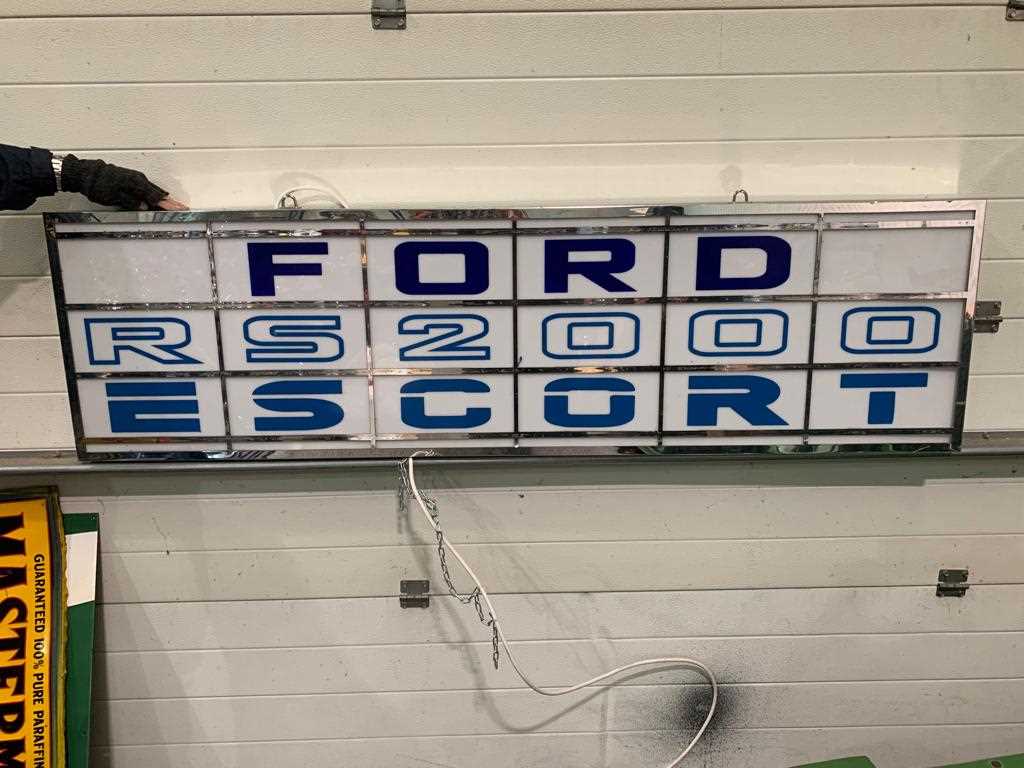 FORD
RS2000
ESCORT
GUARANTEED 100% PURE PARAFFIN